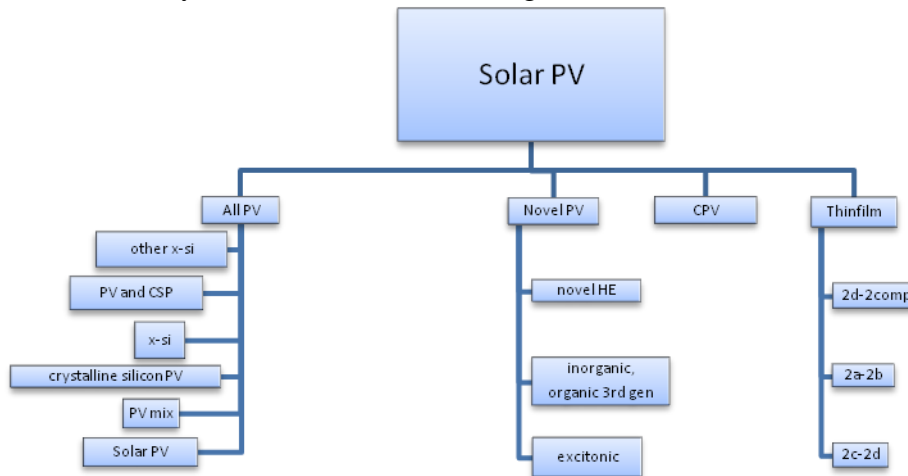 Solar PV
All PV
Novel PV
CPV
Thinfilm
other x-si
PV and CSP
x-si
crystalline silicon PV
PV mix
Solar PV
novel HE
inorganic,
organic 3rd gen
excitonic
2d-2comp
2a-2b
2c-2d